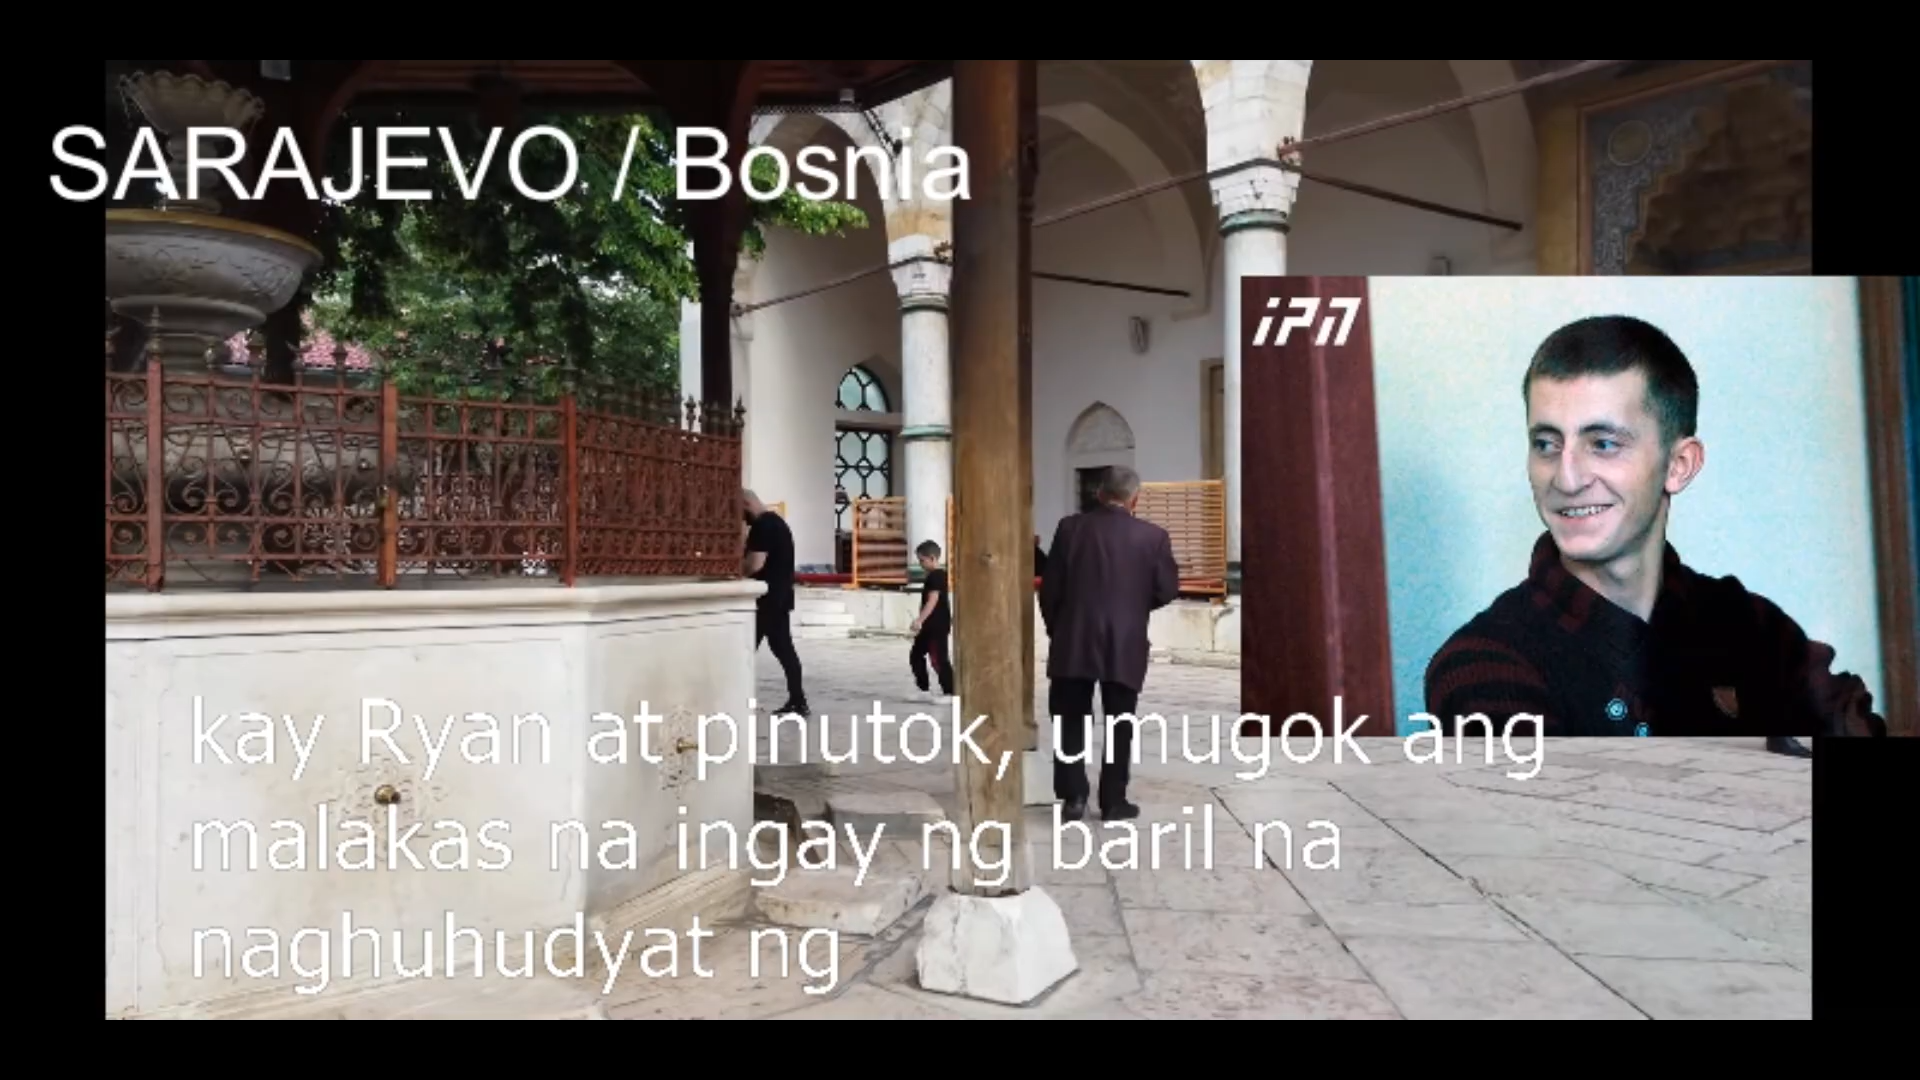 SARAJEVO / Bosnia
iPN
kay Ryan at pinutok, umugok ang
malakas na ingay ng baril na
naghuhudyat ng